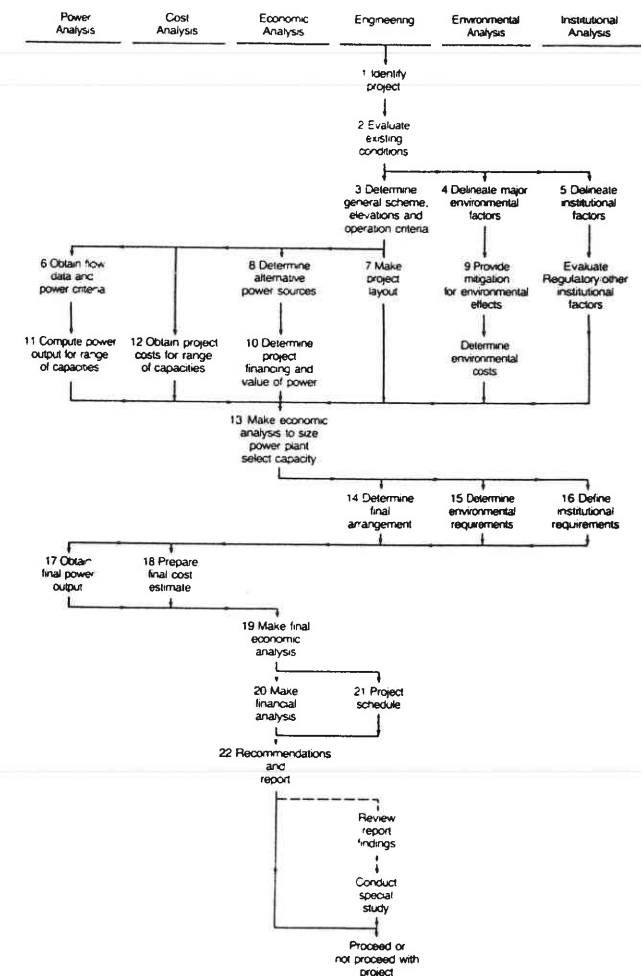 Power
Analysis
Cost
Analysis
Economic
Analysis
Engineering
Environmental
Analysis
Institutional
Analysis
1 Identify
project
2 Evaluate
existing
conditions
3 Determine
general scheme,
elevations and
operation criteria
4 Delineate major
environmental
factors
5 Delineate
institutional
factors
6 Obtain flow
data and
power criteria
8 Determine
alternative
power sources
7 Make
project
layout
9 Provide
mitigation
for environmental
effects
Evaluate
Regulatory/other
institutional
factors
11 Compute power
output for range
of capacities
12 Obtain project
costs for range
of capacities
10 Determine
project
financing and
value of power
Determine
environmental
costs
13 Make economic
analysis to size
power plant
select capacity
14 Determine
final
arrangement
15 Determine
environmental
requirements
16 Define
institutional
requirements
17 Obtain
final power
output
18 Prepare
final cost
estimate
19 Make final
economic
analysis
20 Make
financial
analysis
21 Project
schedule
22 Recommendations
and
report
Review
report
findings
Conduct
special
study
Proceed or
not proceed with
project